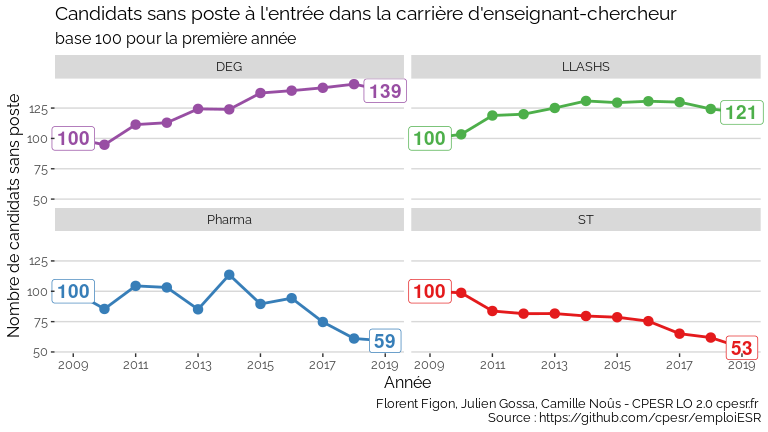 Candidats sans poste à l'entrée dans la carrière d'enseignant-chercheur
base 100 pour la première année
DEG
LLASHS
Nombre de candidats sans poste
125
100
75
50
100
139
100
121
Pharma
ST
125
100
75
50
100
59
100
53
2009
2011
2013
2015
2017
2019
2009
2011
2013
2015
2017
2019
Année
Florent Figon, Julien Gossa, Camille Noûs - CPESR LO 2.0 cpesr.fr
Source : https://github.com/cpesr/emploiESR